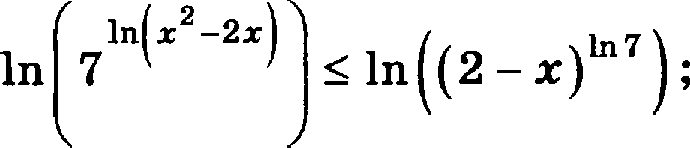 ln(7^{ln(x^2−2x)}) ≤ ln((2 − x)^{ln 7});